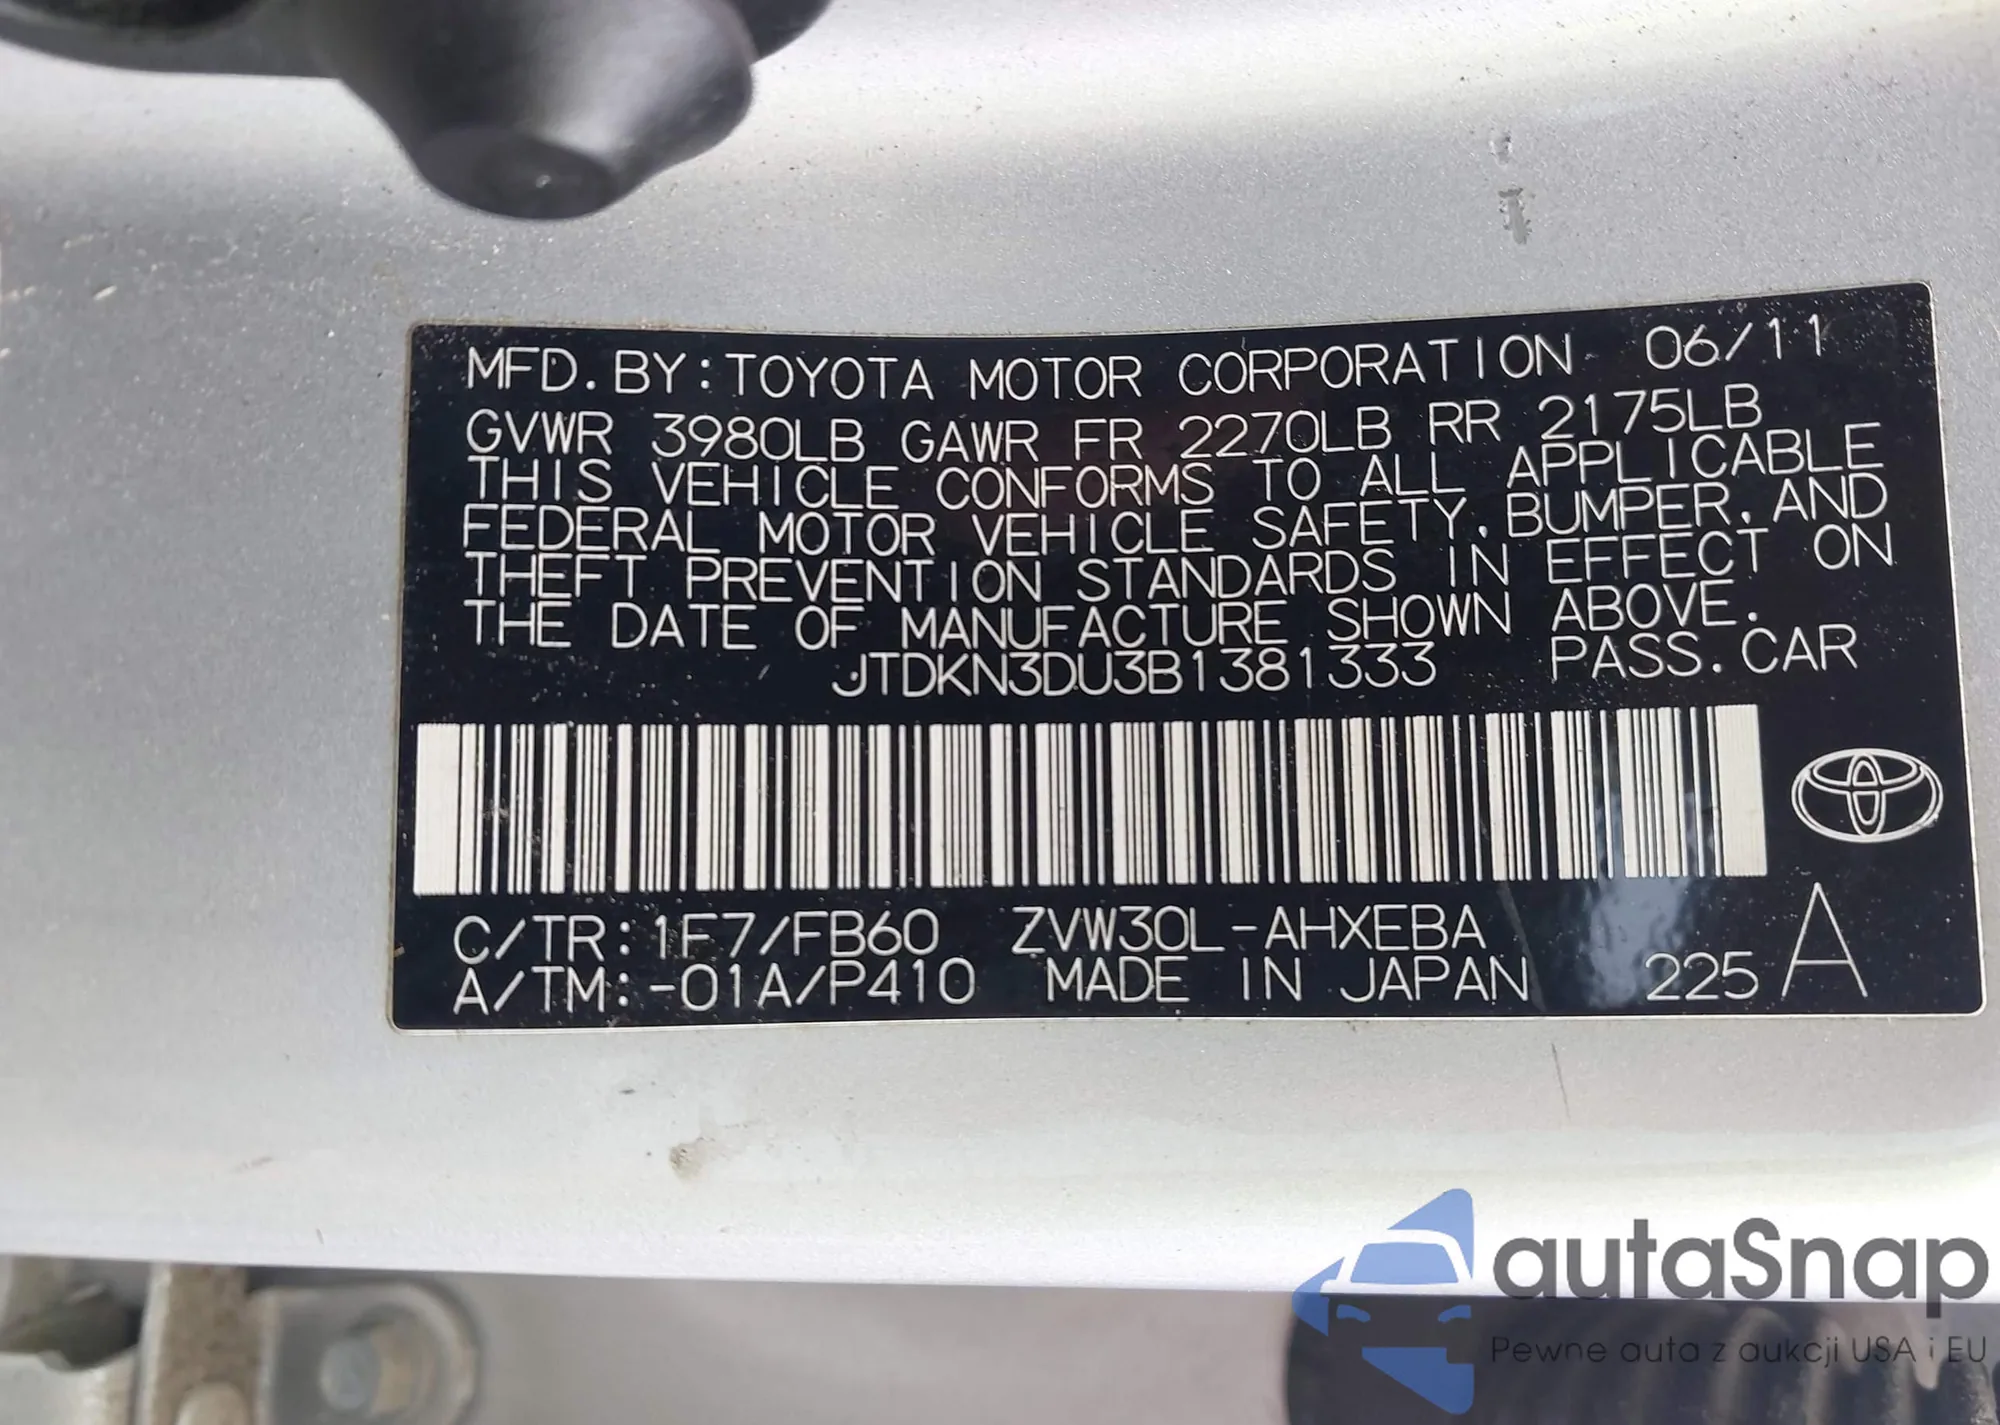 MFD. BY: TOYOTA MOTOR CORPORATION 06/11
GVWR 3980LB GAWR FR 2270LB RR 2175LB
THIS VEHICLE CONFORMS TO ALL APPLICABLE
FEDERAL MOTOR VEHICLE SAFETY, BUMPER, AND
THEFT PREVENTION STANDARDS IN EFFECT ON
THE DATE OF MANUFACTURE SHOWN ABOVE.
JTDKN3DU3B1381333 PASS. CAR
C/TR: 1F7/FB60 ZVW30L-AHXEBA
A/TM: -01A/P410 MADE IN JAPAN 225 A
autaSnap
Pewne auta z aukcji USA i EU